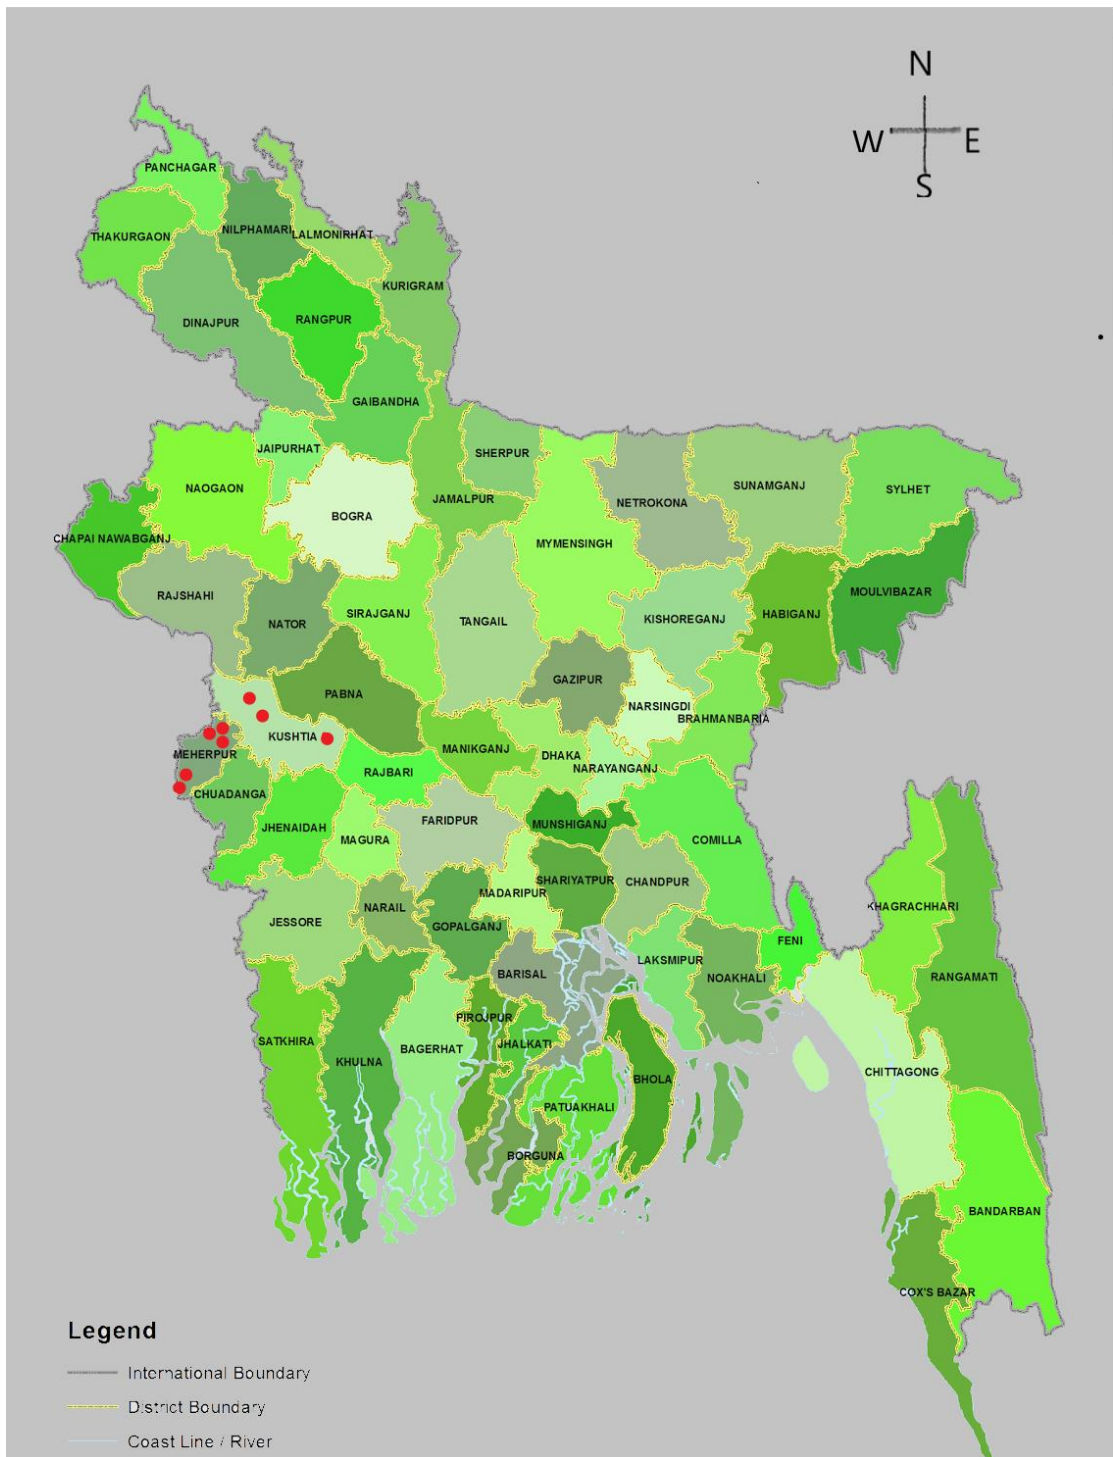 N
W E
S
PANCHAGAR
THAKURGAON
NILPHAMARI
LALMONIRHAT
KURIGRAM
DINAJPUR
RANGPUR
GAIBANDHA
JAIPURHAT
SHERPUR
NAOGAON
BOGRA
JAMALPUR
NETROKONA
SUNAMGANJ
SYLHET
CHAPAI NAWABGANJ
MYMENSINGH
RAJSHAHI
NATOR
SIRAJGANJ
TANGAIL
KISHOREGANJ
HABIGANJ
MOULVIBAZAR
PABNA
GAZIPUR
NARSINGDI
BRAHMANBARIA
KUSHTIA
MEHERPUR
MANIKGANJ
DHAKA
NARAYANGANJ
RAJBARI
CHUADANGA
JHENAIDAH
MAGURA
FARIDPUR
MUNSHIGANJ
COMILLA
MADARIPUR
SHARIYATPUR
CHANDPUR
JESSORE
NARAIL
GOPALGANJ
KHAGRACHHARI
FENI
BARISAL
LAKSMIPUR
NOAKHALI
RANGAMATI
PIROJPUR
SATKHIRA
KHULNA
BAGERHAT
JHALKATI
BHOLA
CHITTAGONG
PATUAKHALI
BORGUNA
BANDARBAN
COX'S BAZAR
Legend
International Boundary
District Boundary
Coast Line / River